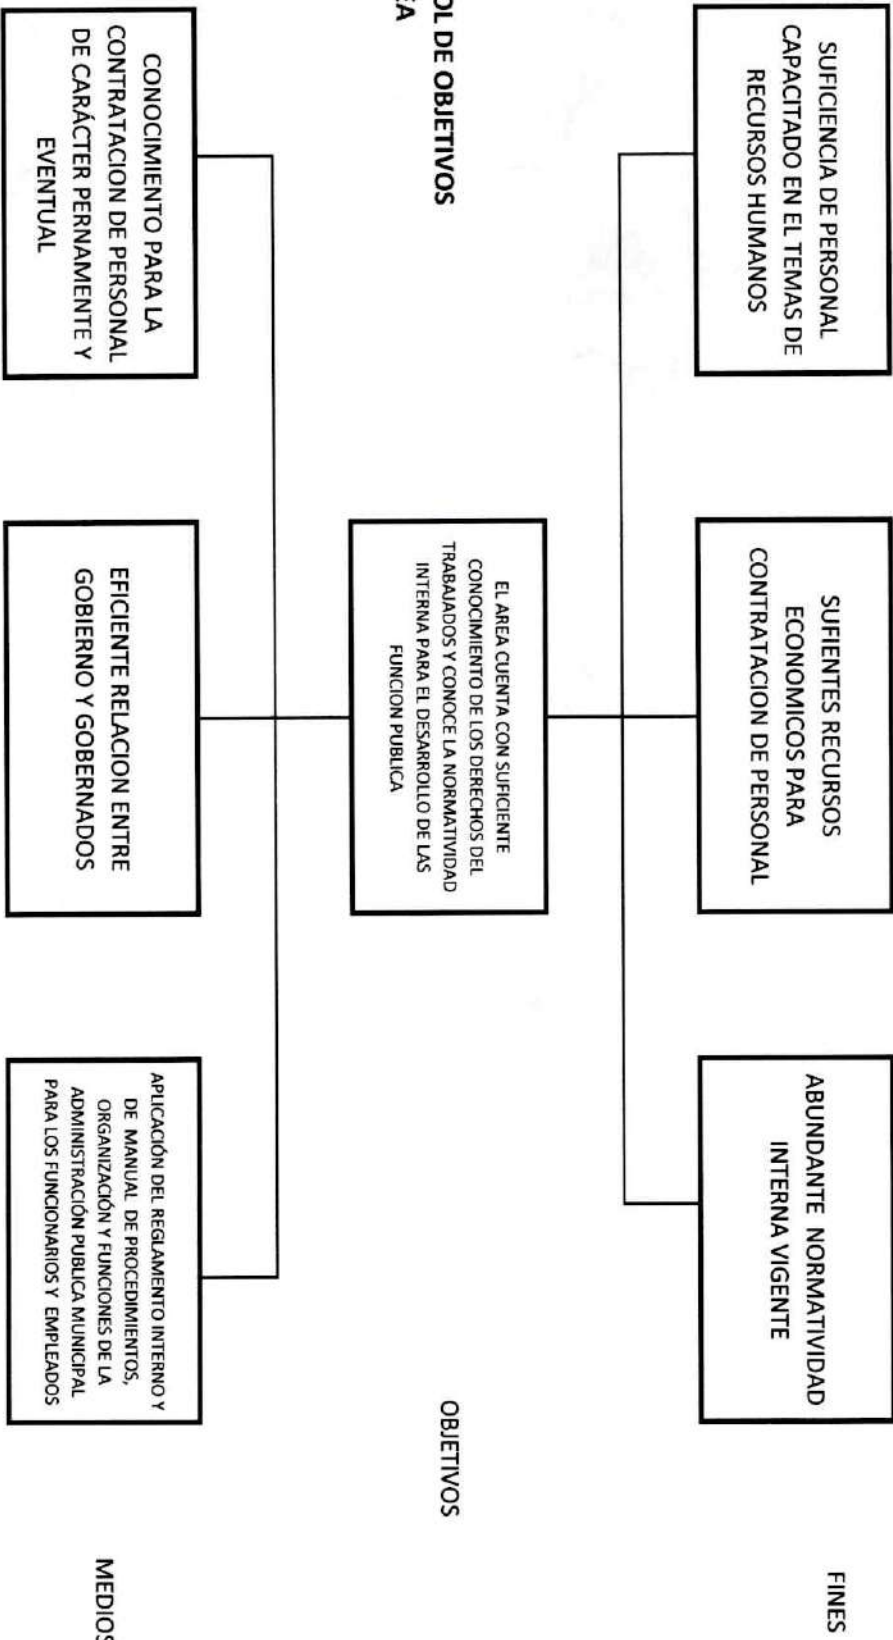 SUFICIENCIA DE PERSONAL
CAPACITADO EN EL TEMAS DE
RECURSOS HUMANOS
SUFIENTES RECURSOS
ECONOMICOS PARA
CONTRATACION DE PERSONAL
ABUNDANTE NORMATIVIDAD
INTERNA VIGENTE
FINES
OL DE OBJETIVOS
EA
EL AREA CUENTA CON SUFICIENTE
CONOCIMIENTO DE LOS DERECHOS DEL
TRABAJADOS Y CONOCE LA NORMATIVIDAD
INTERNA PARA EL DESARROLLO DE LAS
FUNCION PUBLICA
OBJETIVOS
CONOCIMIENTO PARA LA
CONTRATACION DE PERSONAL
DE CARÁCTER PERNAMENTE Y
EVENTUAL
EFICIENTE RELACION ENTRE
GOBIERNO Y GOBERNADOS
APLICACIÓN DEL REGLAMENTO INTERNO Y
DE MANUAL DE PROCEDIMIENTOS,
ORGANIZACIÓN Y FUNCIONES DE LA
ADMINISTRACIÓN PUBLICA MUNICIPAL
PARA LOS FUNCIONARIOS Y EMPLEADOS
MEDIOS